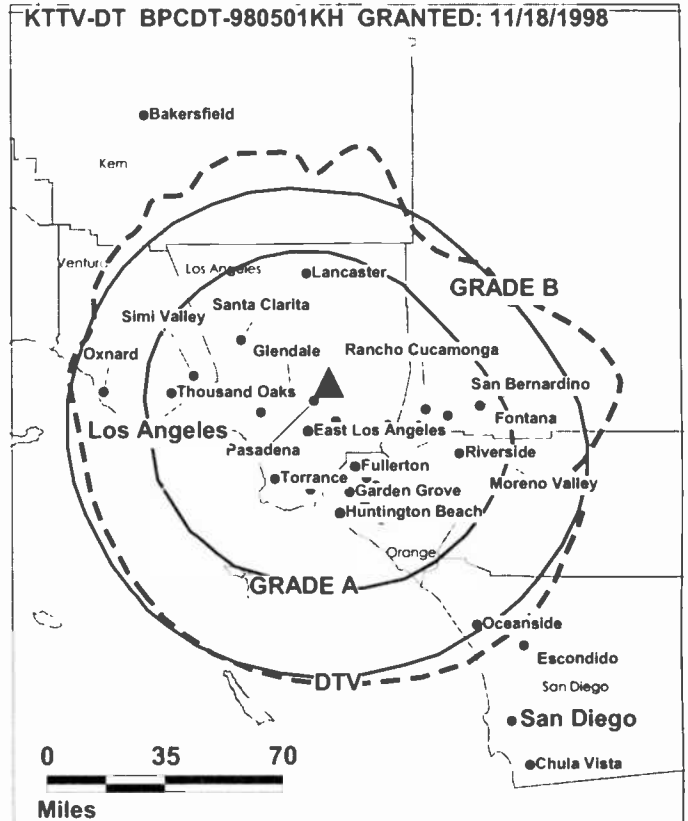 KTTV-DT BPCDT-980501KH GRANTED: 11/18/1998
Bakersfield
Kern
Ventura
Los Angeles
Lancaster
GRADE B
Santa Clarita
Simi Valley
Oxnard
Glendale
Rancho Cucamonga
San Bernardino
Thousand Oaks
Fontana
Los Angeles
East Los Angeles
Pasadena
Riverside
Fullerton
Torrance
Moreno Valley
Garden Grove
Huntington Beach
Orange
GRADE A
Oceanside
Escondido
DTV
San Diego
San Diego
0 35 70
Chula Vista
Miles